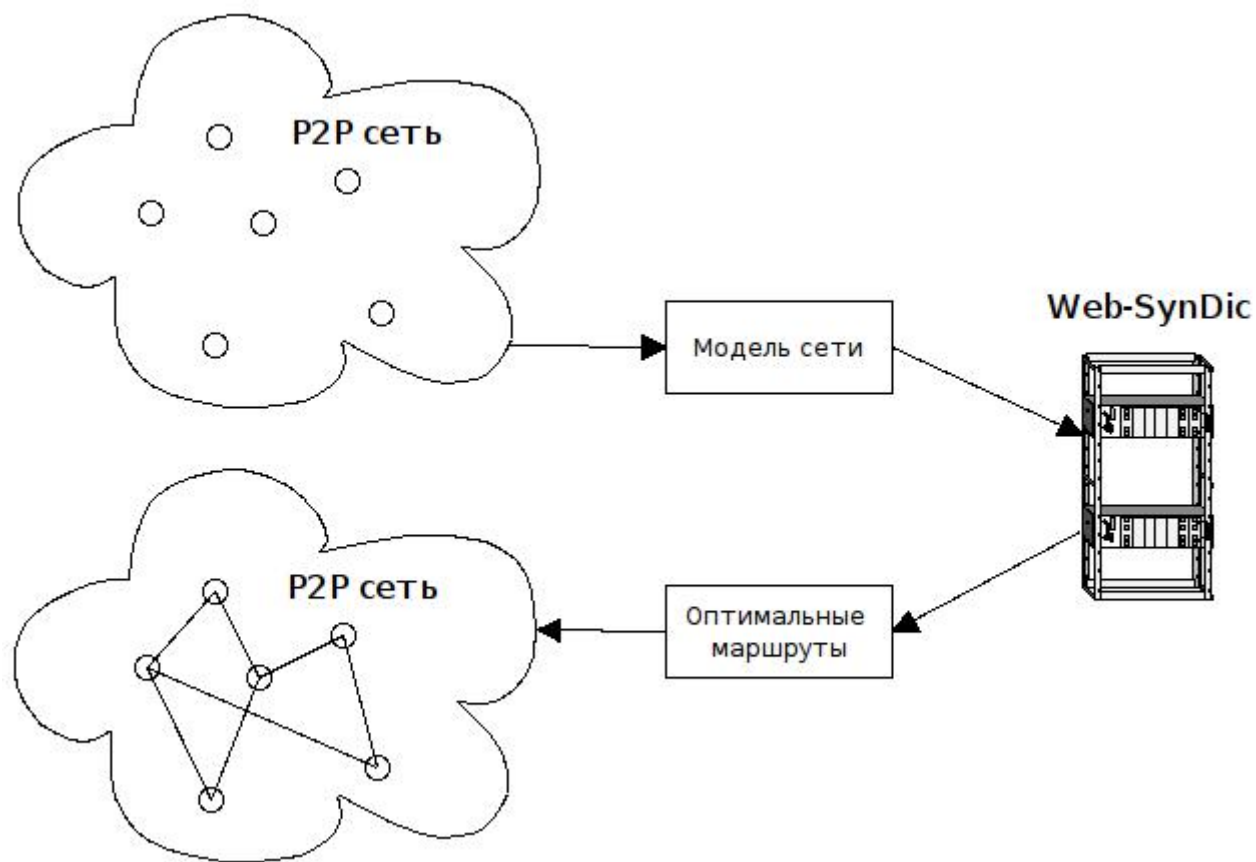 P2P сеть
Модель сети
Web-SynDic
P2P сеть
Оптимальные
маршруты